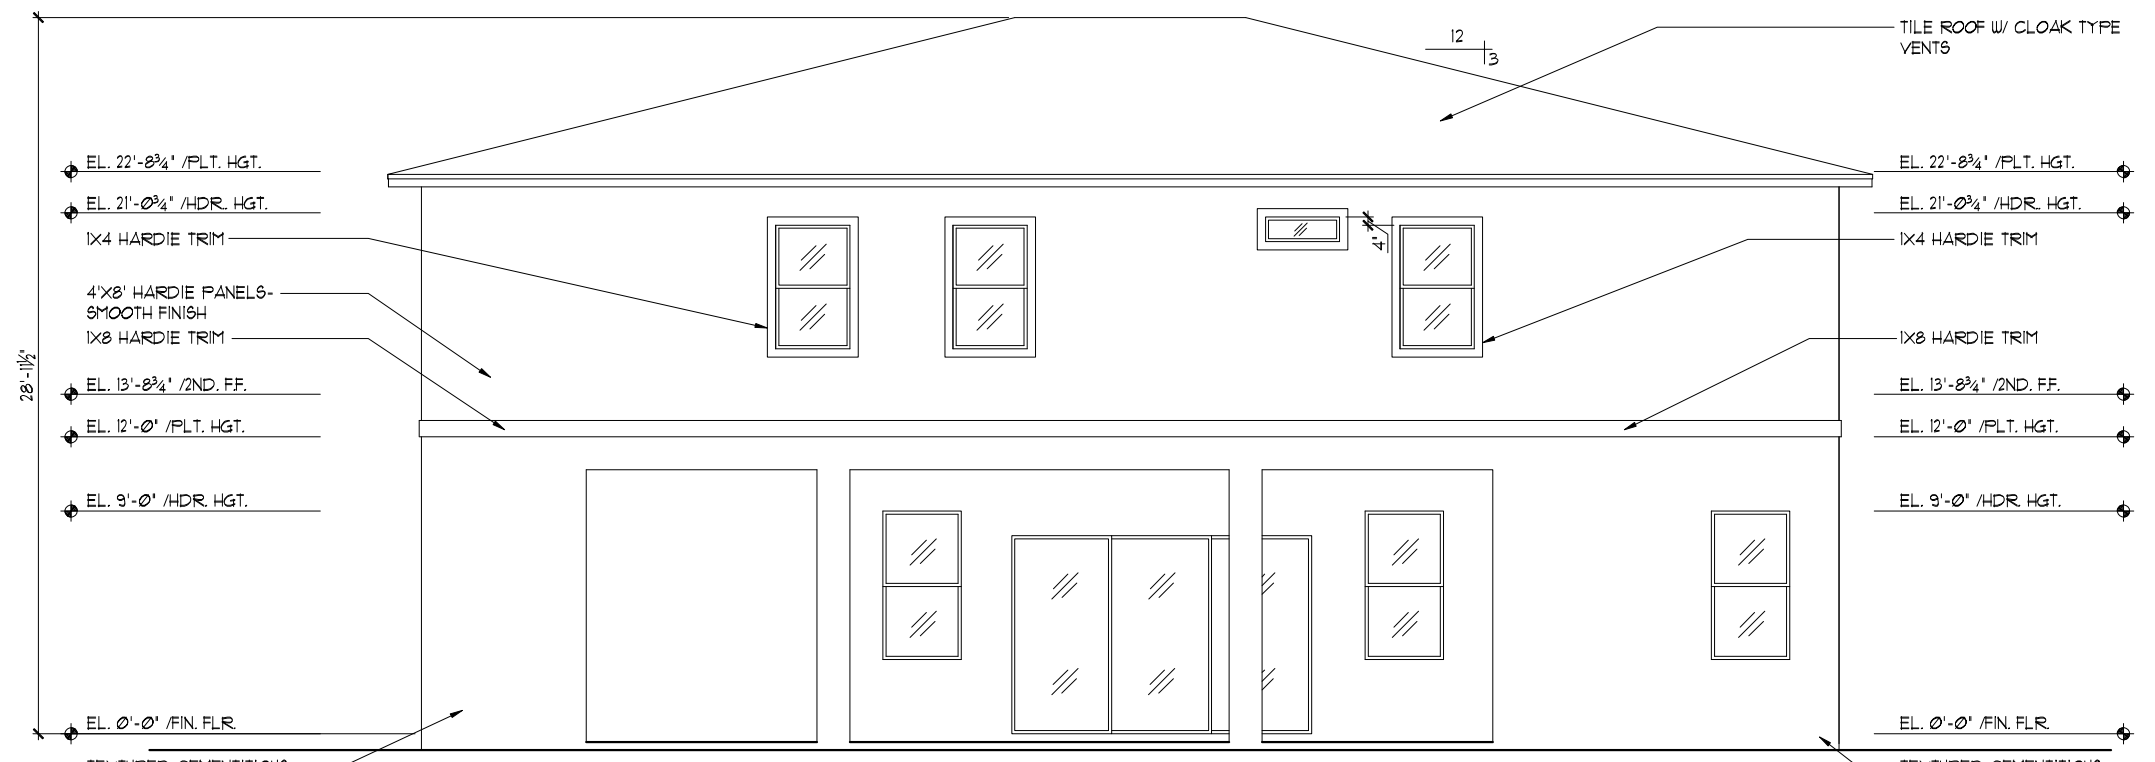 12
3
TILE ROOF W/ CLOAK TYPE
VENTS
EL. 22'-8¾" /PLT. HGT.
EL. 21'-0¾" /HDR. HGT.
1X4 HARDIE TRIM
4'X8' HARDIE PANELS-
SMOOTH FINISH
1X8 HARDIE TRIM
28'-11½"
EL. 13'-8¾" /2ND. F.F.
EL. 12'-0" /PLT. HGT.
EL. 9'-0" /HDR. HGT.
EL. 0'-0" /FIN. FLR.
4"
EL. 22'-8¾" /PLT. HGT.
EL. 21'-0¾" /HDR. HGT.
1X4 HARDIE TRIM
1X8 HARDIE TRIM
EL. 13'-8¾" /2ND. F.F.
EL. 12'-0" /PLT. HGT.
EL. 9'-0" /HDR. HGT.
EL. 0'-0" /FIN. FLR.